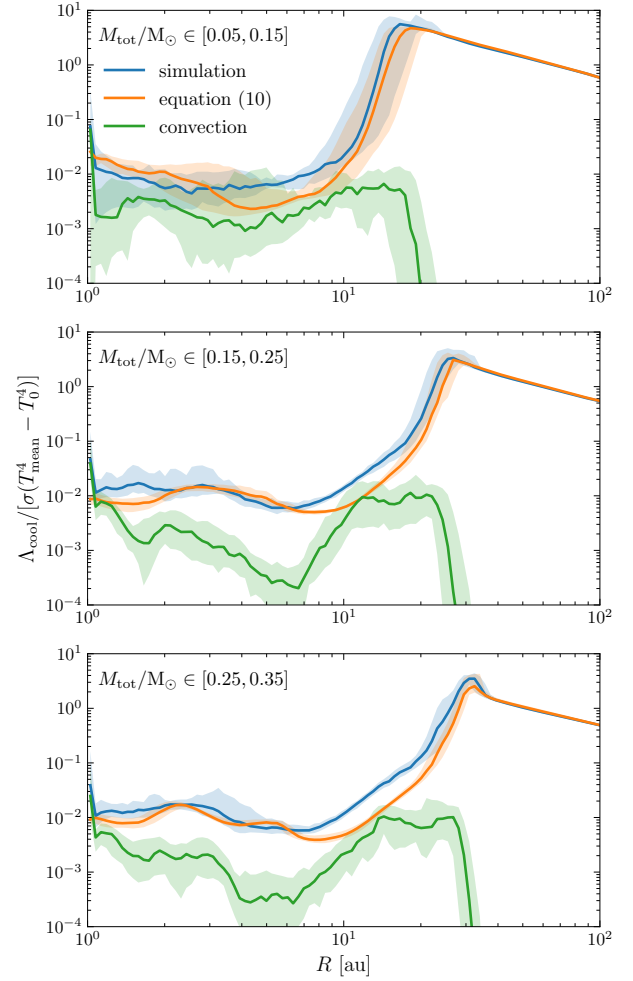 M_tot/M_⊙ ∈ [0.05, 0.15]
simulation
equation (10)
convection
10^1
10^0
10^−1
10^−2
10^−3
10^−4
10^0 10^1 10^2
M_tot/M_⊙ ∈ [0.15, 0.25]
10^1
10^0
10^−1
10^−2
10^−3
10^−4
10^0 10^1 10^2
Λ_cool/[σ(T^4_mean − T^4_0)]
M_tot/M_⊙ ∈ [0.25, 0.35]
10^1
10^0
10^−1
10^−2
10^−3
10^−4
10^0 10^1 10^2
R [au]